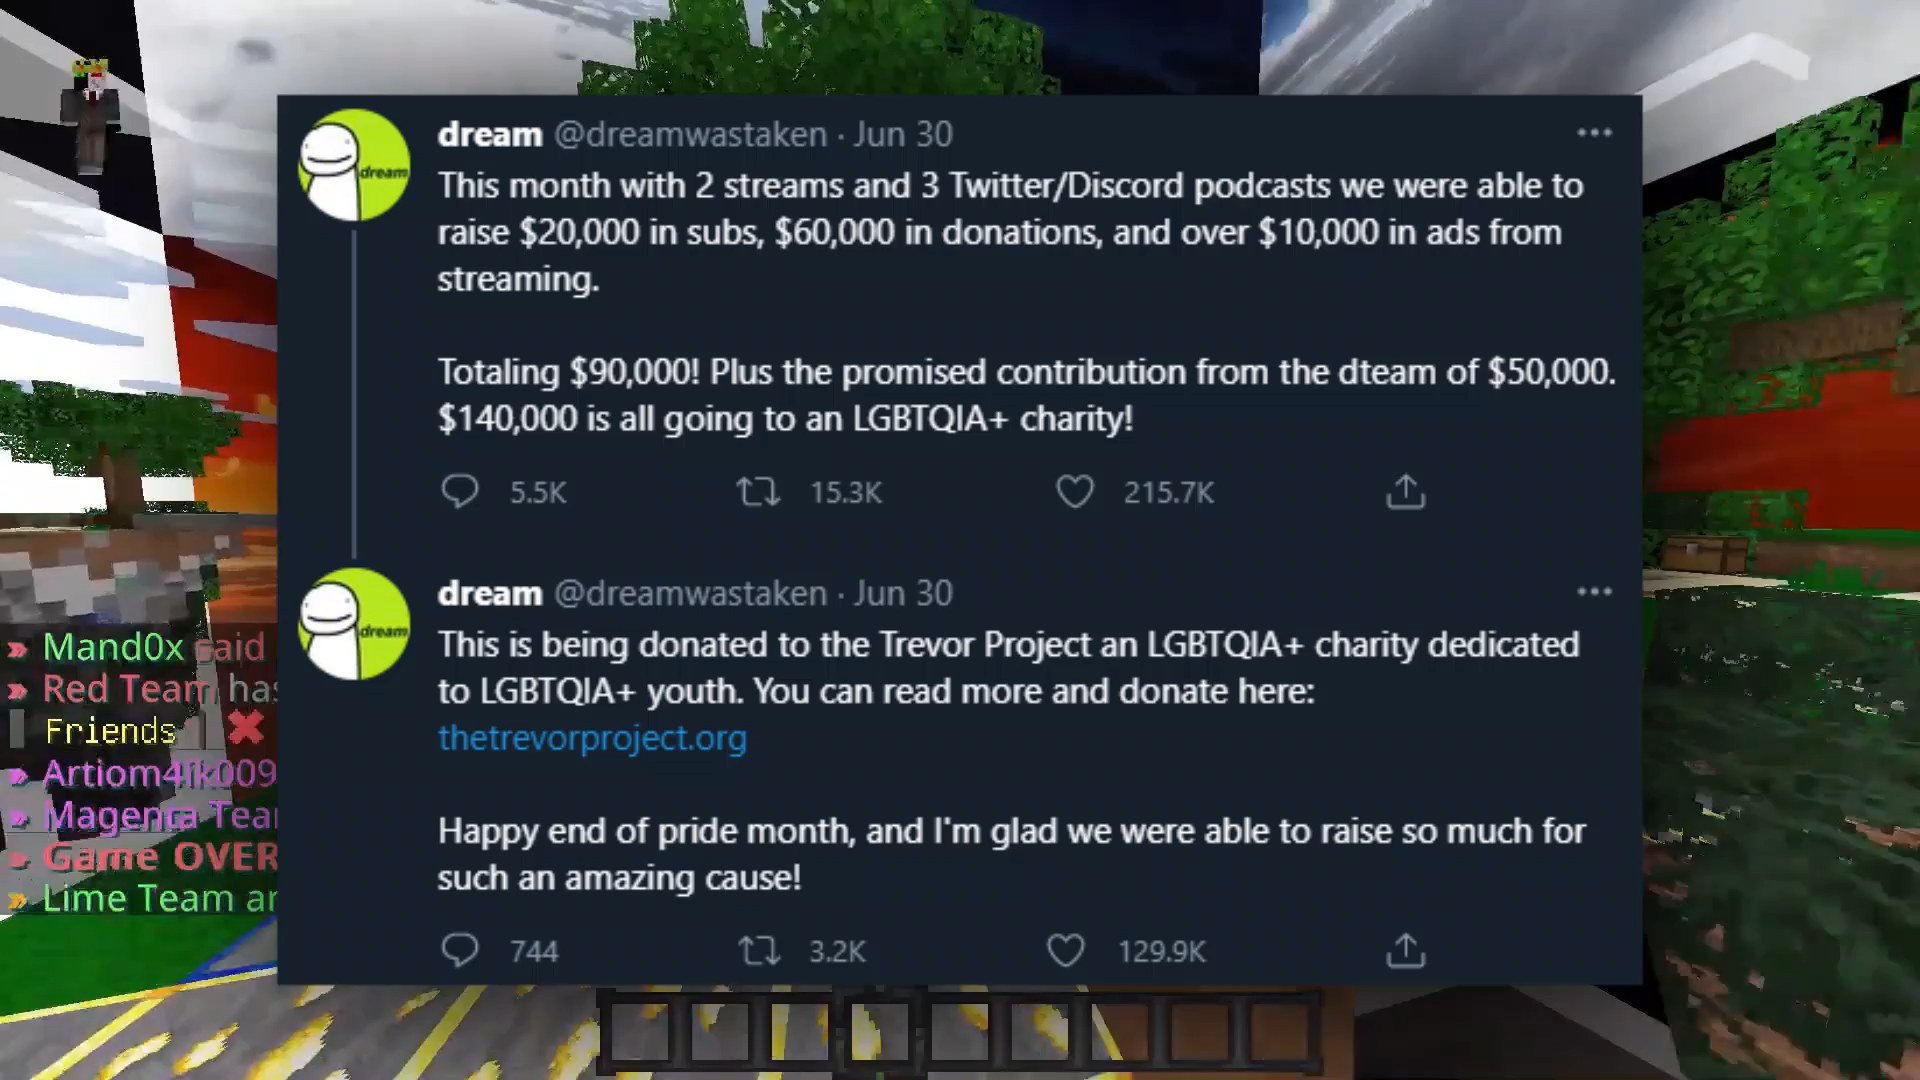 dream @dreamwastaken · Jun 30
dream
This month with 2 streams and 3 Twitter/Discord podcasts we were able to
raise $20,000 in subs, $60,000 in donations, and over $10,000 in ads from
streaming.
Totaling $90,000! Plus the promised contribution from the dteam of $50,000.
$140,000 is all going to an LGBTQIA+ charity!
5.5K 15.3K 215.7K
dream @dreamwastaken · Jun 30
dream
This is being donated to the Trevor Project an LGBTQIA+ charity dedicated
to LGBTQIA+ youth. You can read more and donate here:
thetrevorproject.org
Happy end of pride month, and I'm glad we were able to raise so much for
such an amazing cause!
744 3.2K 129.9K
» Mand0x said
» Red Team has
Friends
» Artiom4ik009
» Magenta Tea
» Game OVER
» Lime Team ar